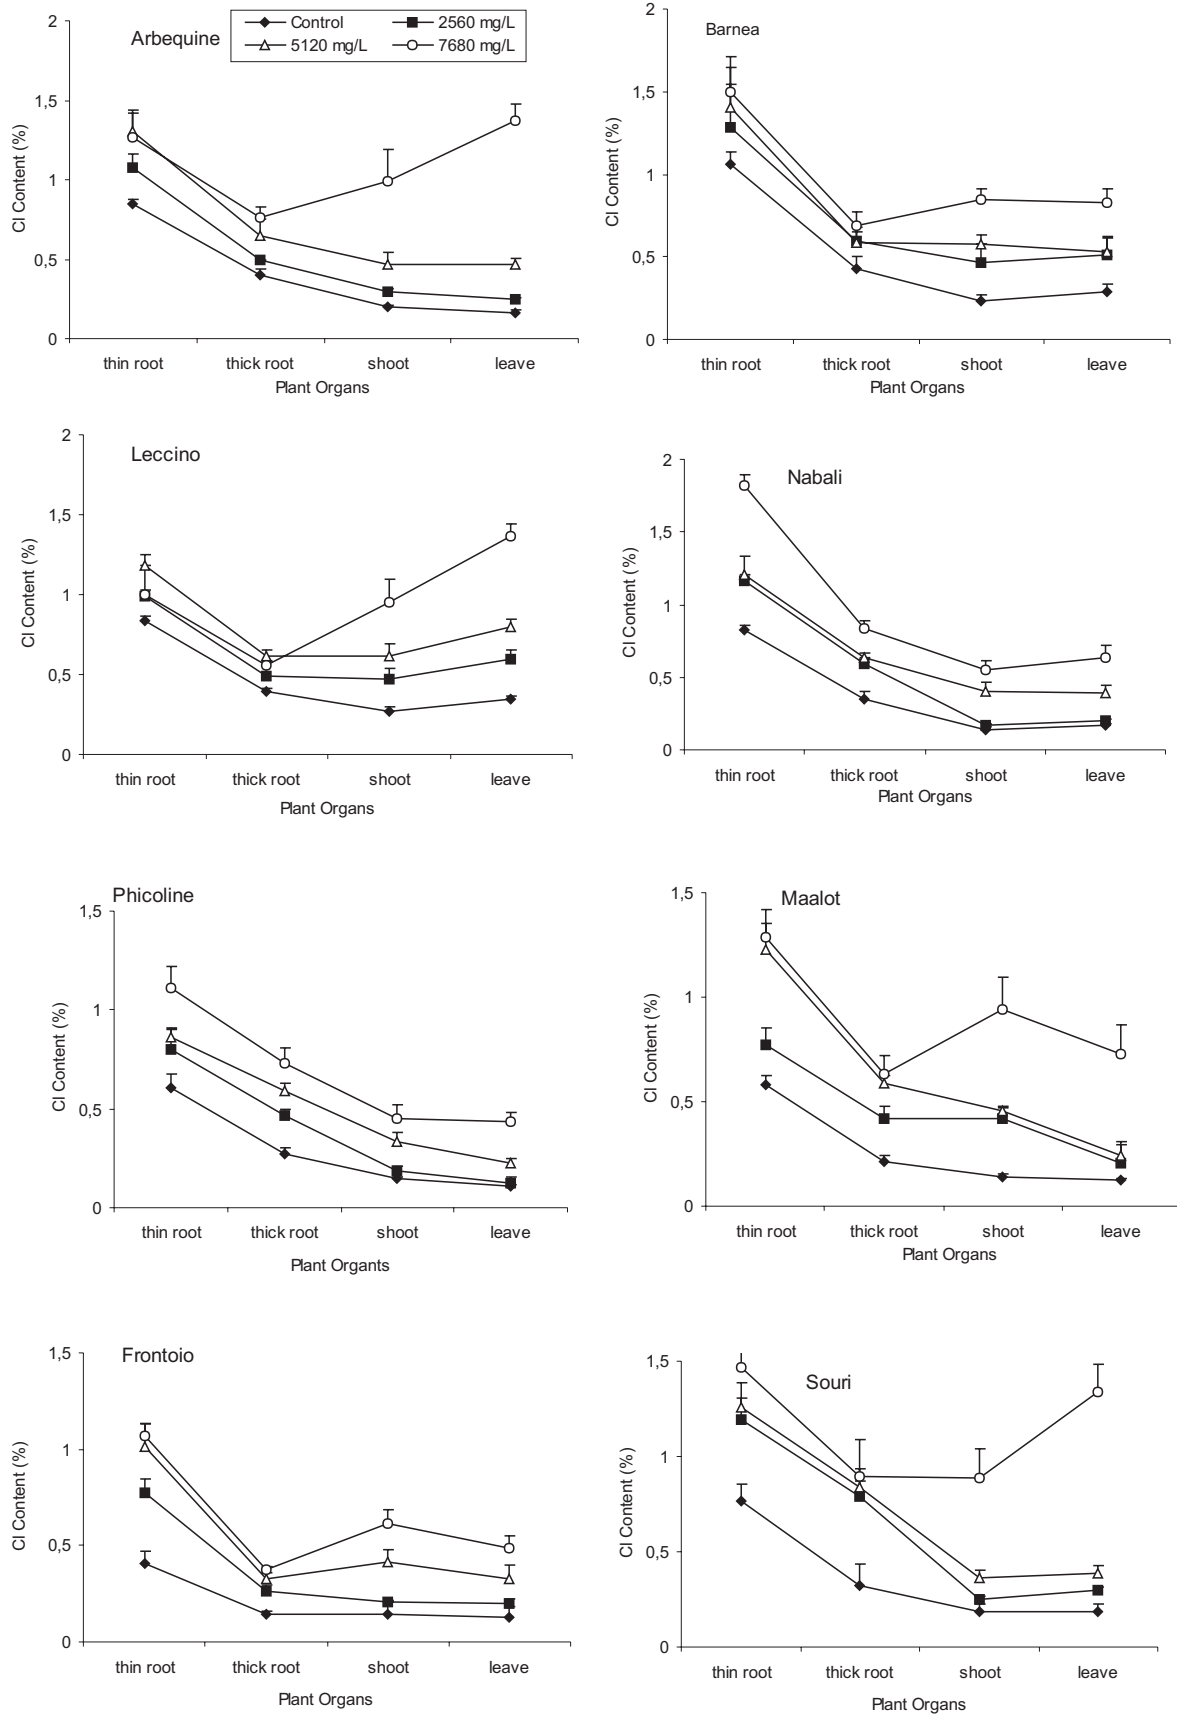 Arbequine
Control 2560 mg/L
5120 mg/L 7680 mg/L
2
1,5
1
0,5
0
Cl Content (%)
thin root thick root shoot leave
Plant Organs
Barnea
2
1,5
1
0,5
0
Cl Content (%)
thin root thick root shoot leave
Plant Organs
Leccino
2
1,5
1
0,5
0
Cl Content (%)
thin root thick root shoot leave
Plant Organs
Nabali
2
1,5
1
0,5
0
Cl Content (%)
thin root thick root shoot leave
Plant Organs
Phicoline
1,5
1
0,5
0
Cl Content (%)
thin root thick root shoot leave
Plant Organts
Maalot
1,5
1
0,5
0
Cl Content (%)
thin root thick root shoot leave
Plant Organs
Frontoio
1,5
1
0,5
0
Cl Content (%)
thin root thick root shoot leave
Plant Organs
Souri
1,5
1
0,5
0
Cl Content (%)
thin root thick root shoot leave
Plant Organs